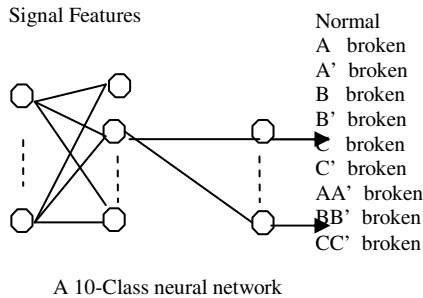 Signal Features
Normal
A broken
A’ broken
B broken
B’ broken
C broken
C’ broken
AA’ broken
BB’ broken
CC’ broken
A 10-Class neural network